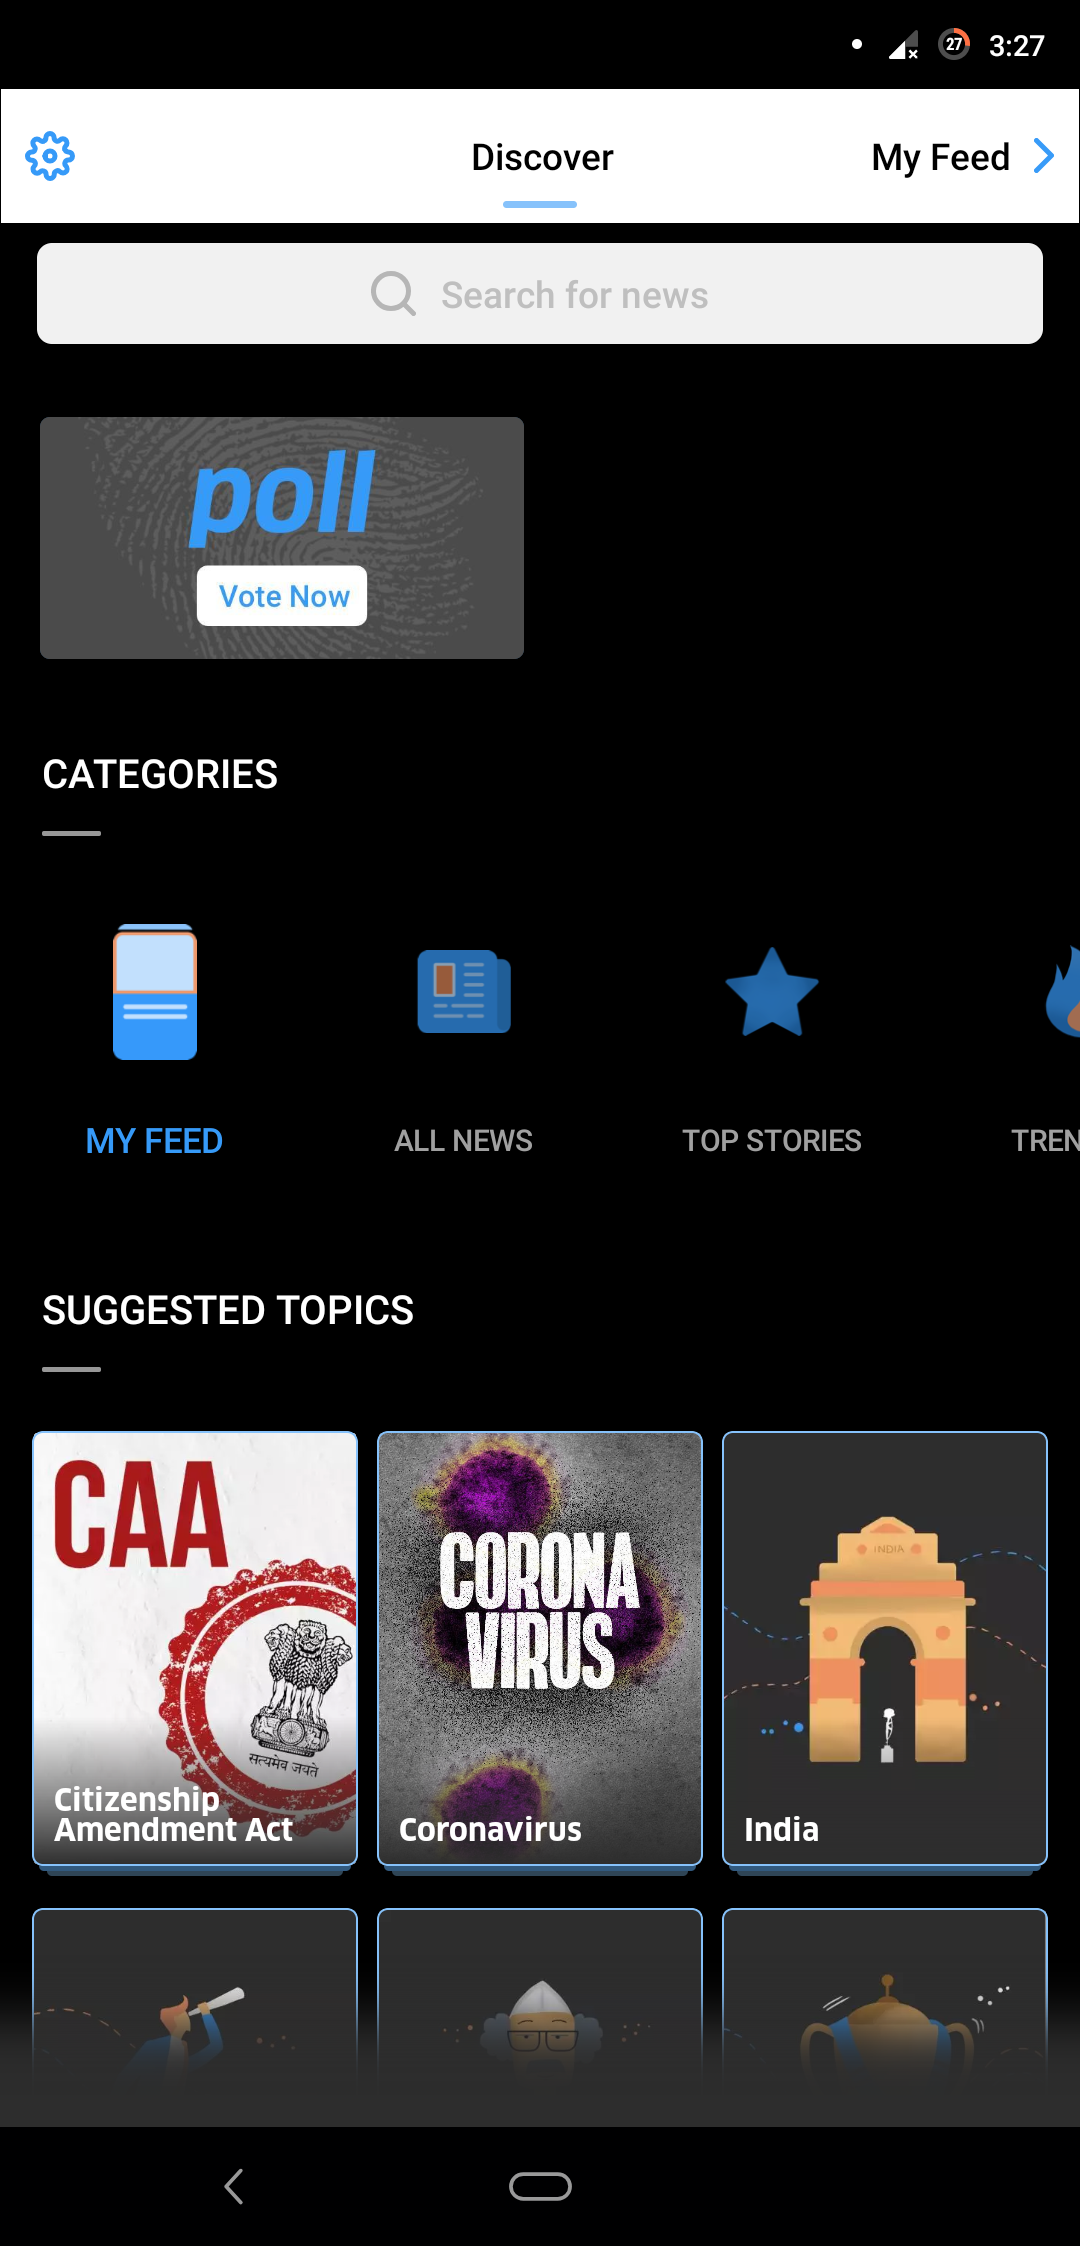 27 3:27
Discover
My Feed
Search for news
poll
Vote Now
CATEGORIES
MY FEED
ALL NEWS
TOP STORIES
TREN
SUGGESTED TOPICS
CAA
सत्यमेव जयते
Citizenship
Amendment Act
CORONA
VIRUS
Coronavirus
INDIA
India